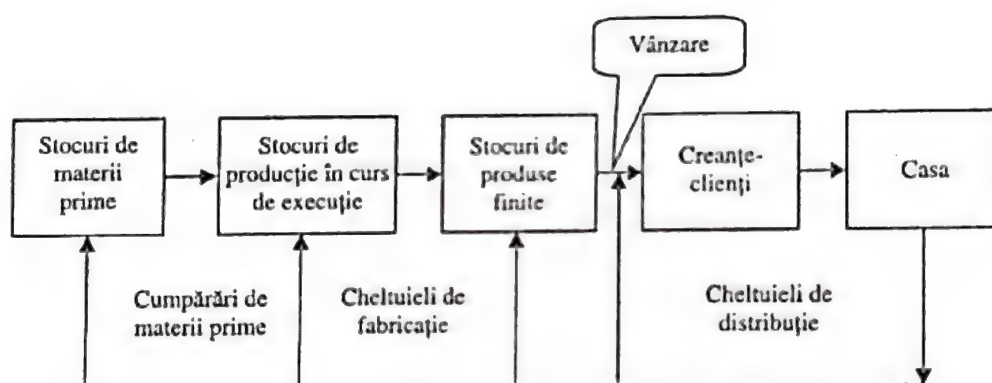 Vânzare
Stocuri de
materii
prime
Stocuri de
producţie în curs
de execuţie
Stocuri de
produse
finite
Creanţe-
clienţi
Casa
Cumpărări de
materii prime
Cheltuieli de
fabricaţie
Cheltuieli de
distribuţie